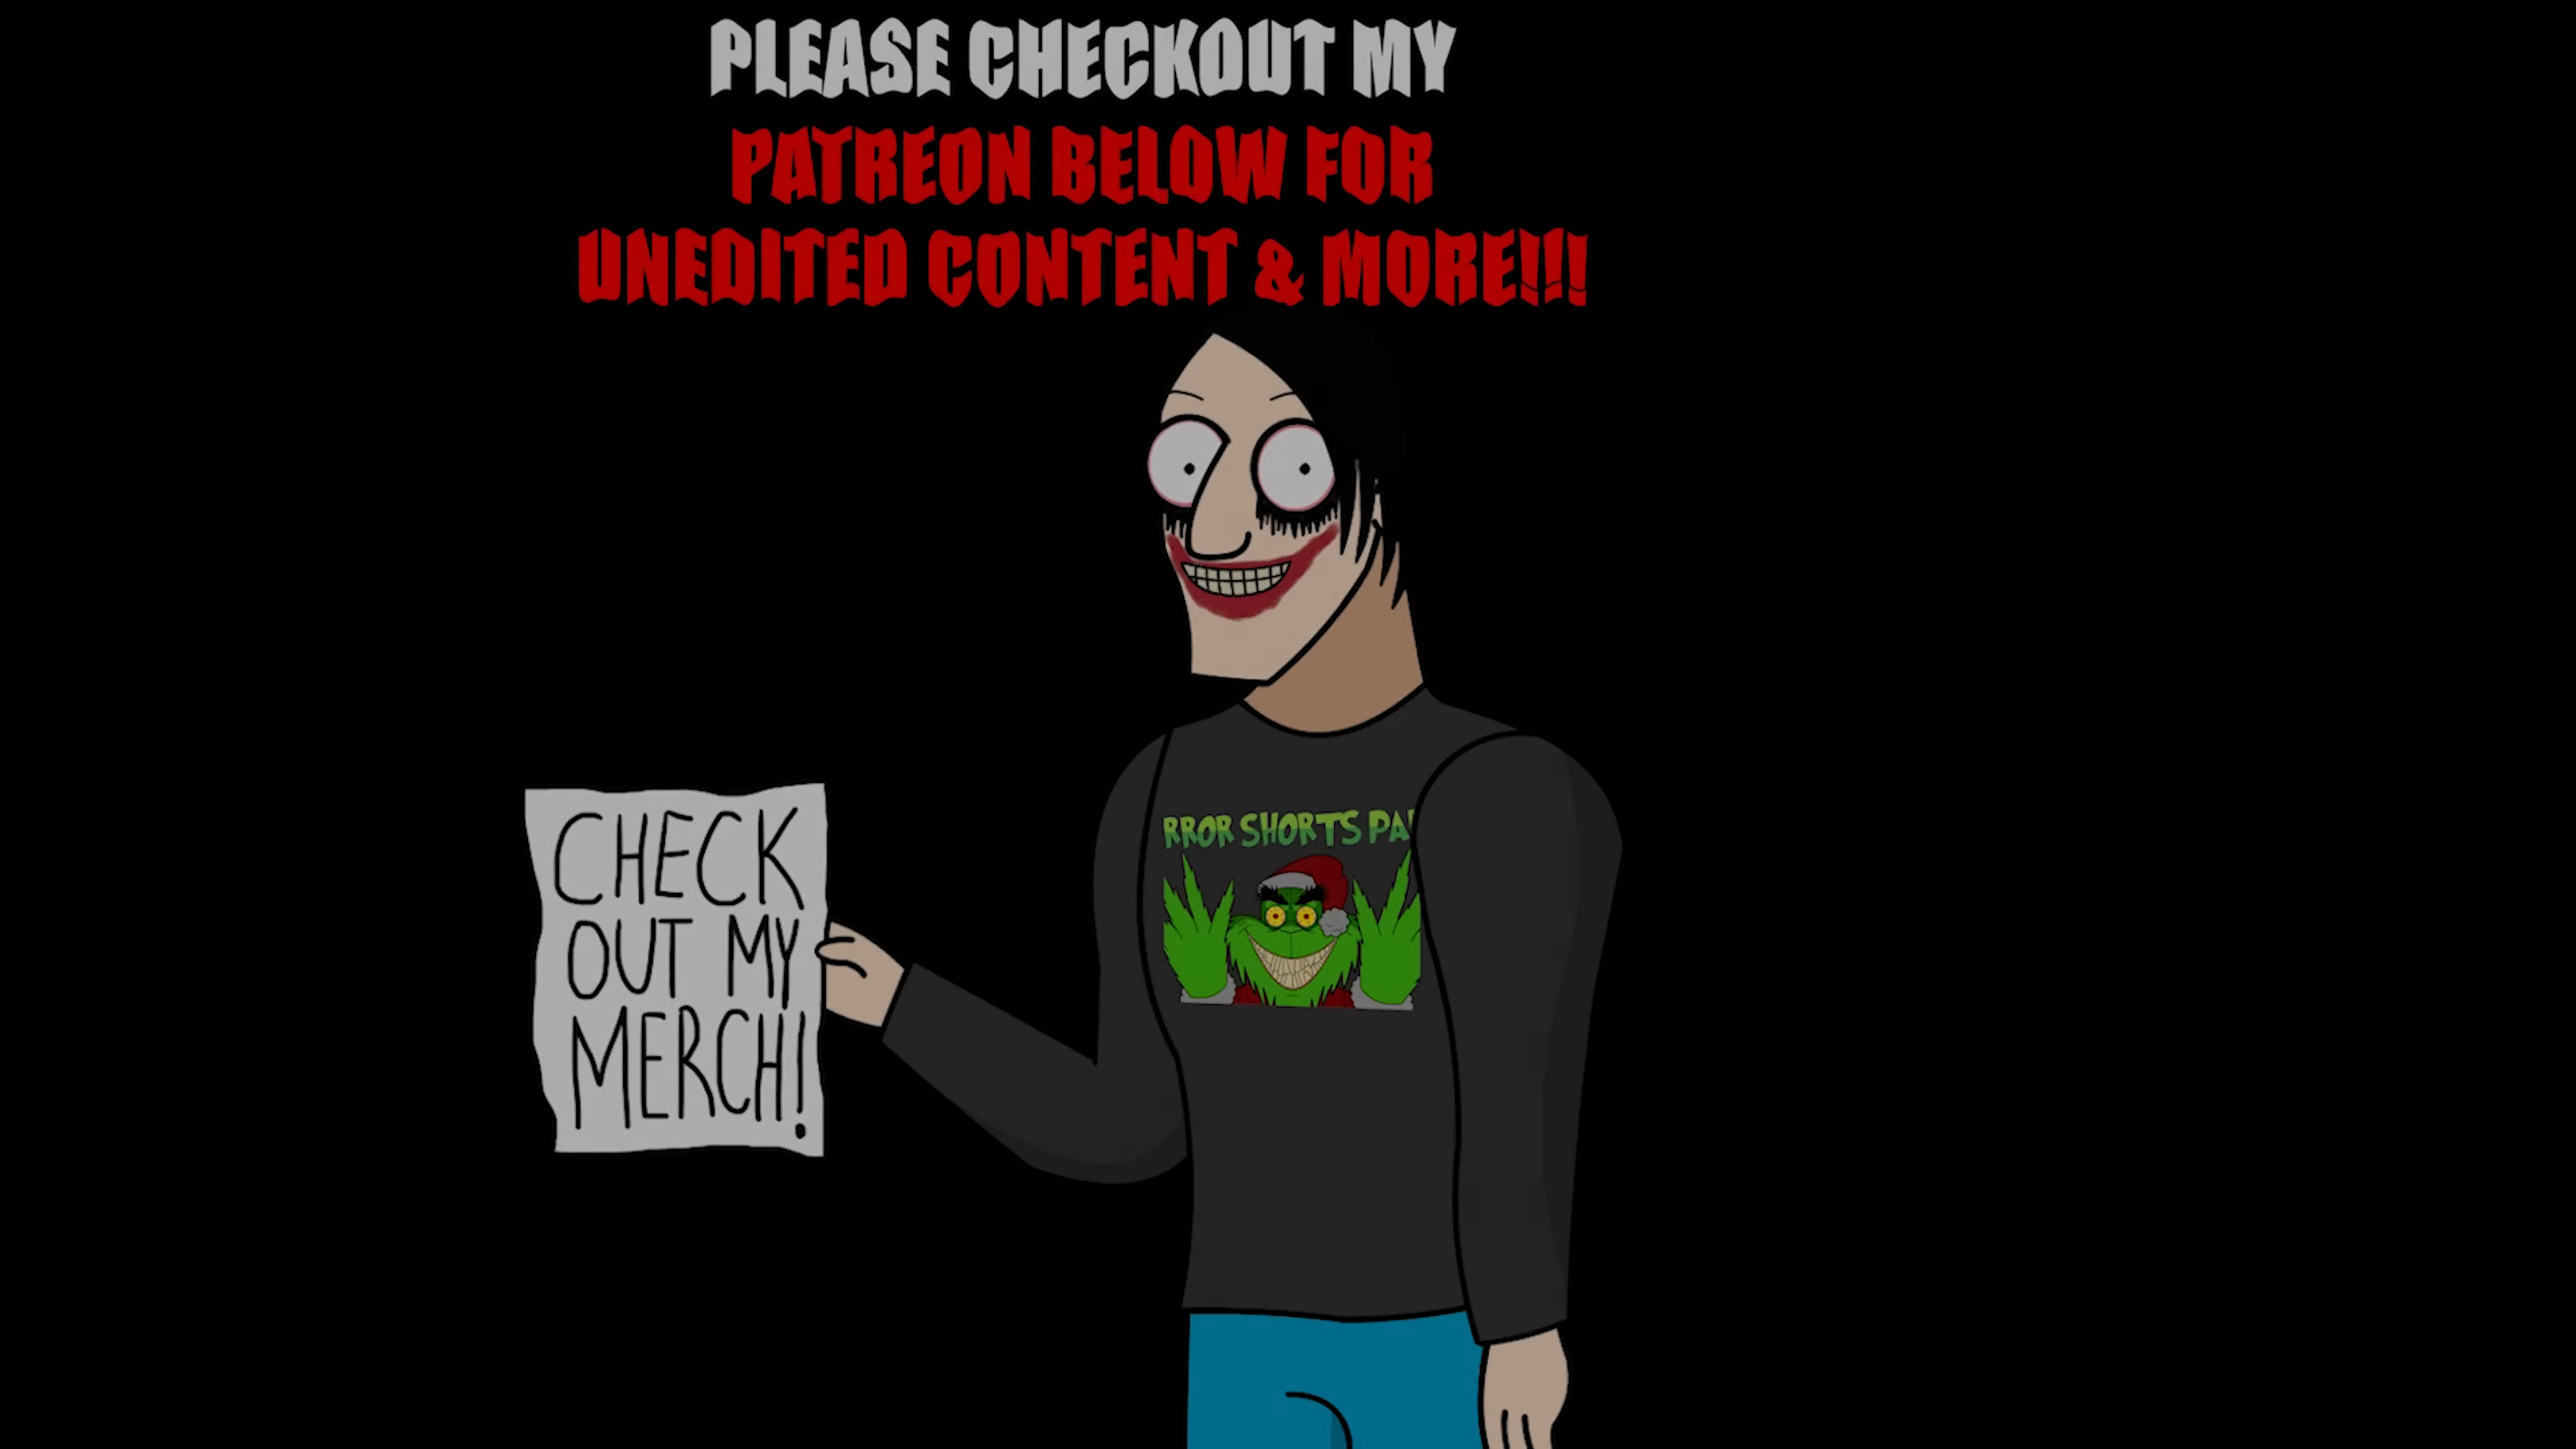 PLEASE CHECKOUT MY
PATREON BELOW FOR
UNEDITED CONTENT & MORE!!!
CHECK
OUT MY
MERCH!
RROR SHORTS PA